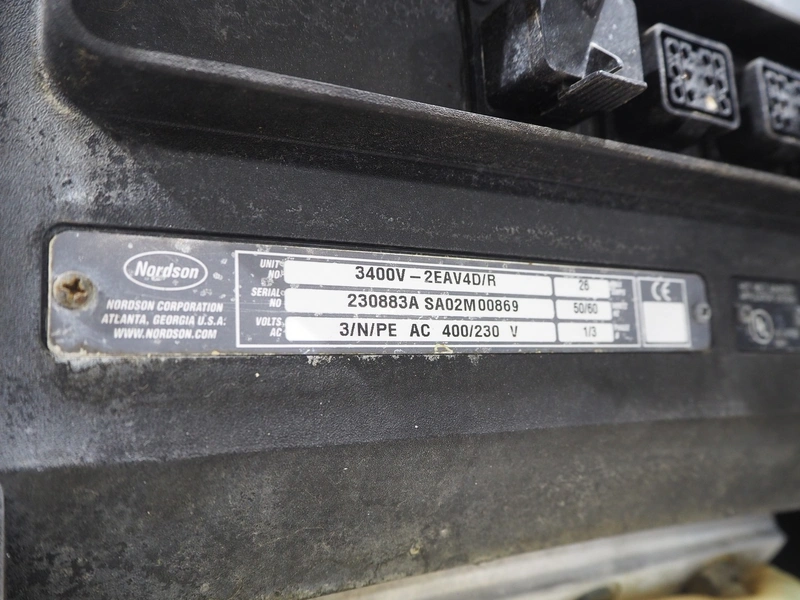 Nordson
NORDSON CORPORATION
ATLANTA, GEORGIA U.S.A.
WWW.NORDSON.COM
UNIT NO 3400V-2EAV4D/R 26
SERIAL NO 230883A SA02M00869 50/60
VOLTS AC 3/N/PE AC 400/230 V 1/3
CE